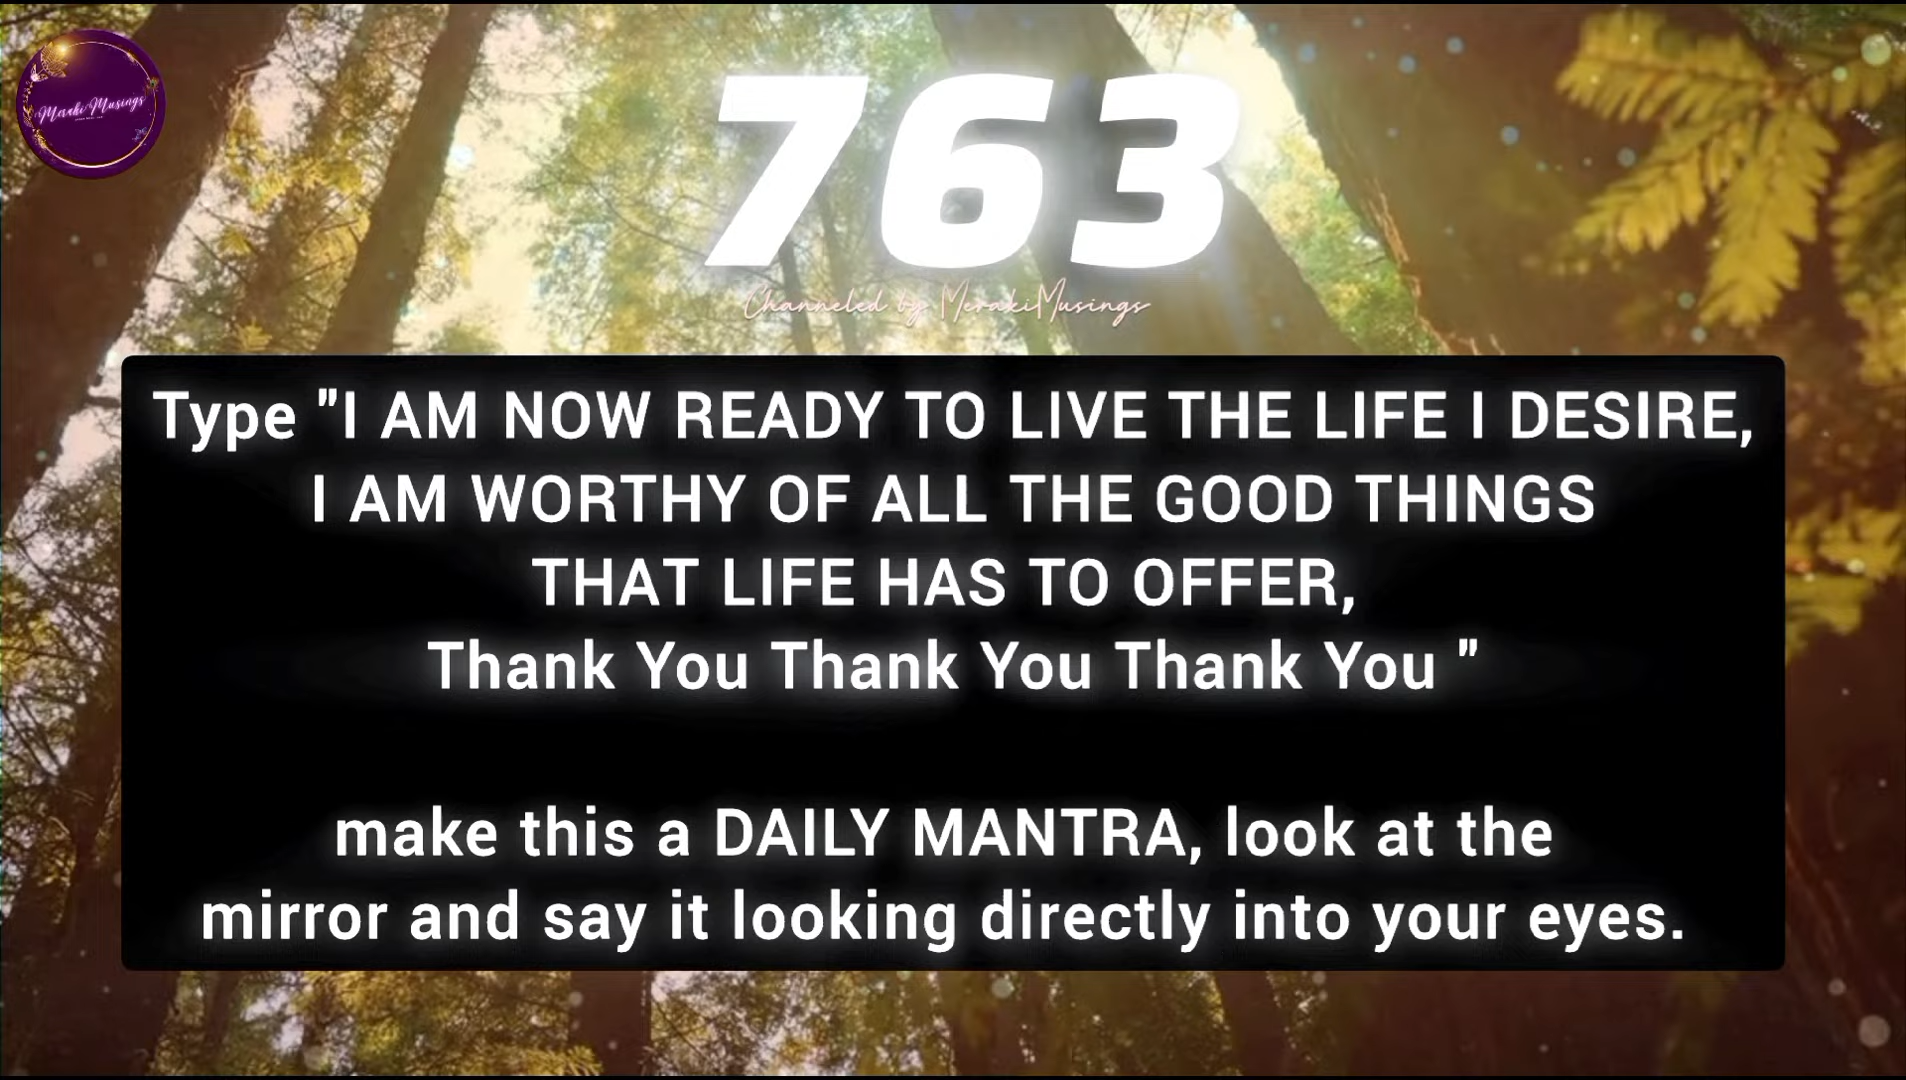 Meraki Musings
763
Channeled by MerakiMusings
Type "I AM NOW READY TO LIVE THE LIFE I DESIRE,
I AM WORTHY OF ALL THE GOOD THINGS
THAT LIFE HAS TO OFFER,
Thank You Thank You Thank You "
make this a DAILY MANTRA, look at the
mirror and say it looking directly into your eyes.